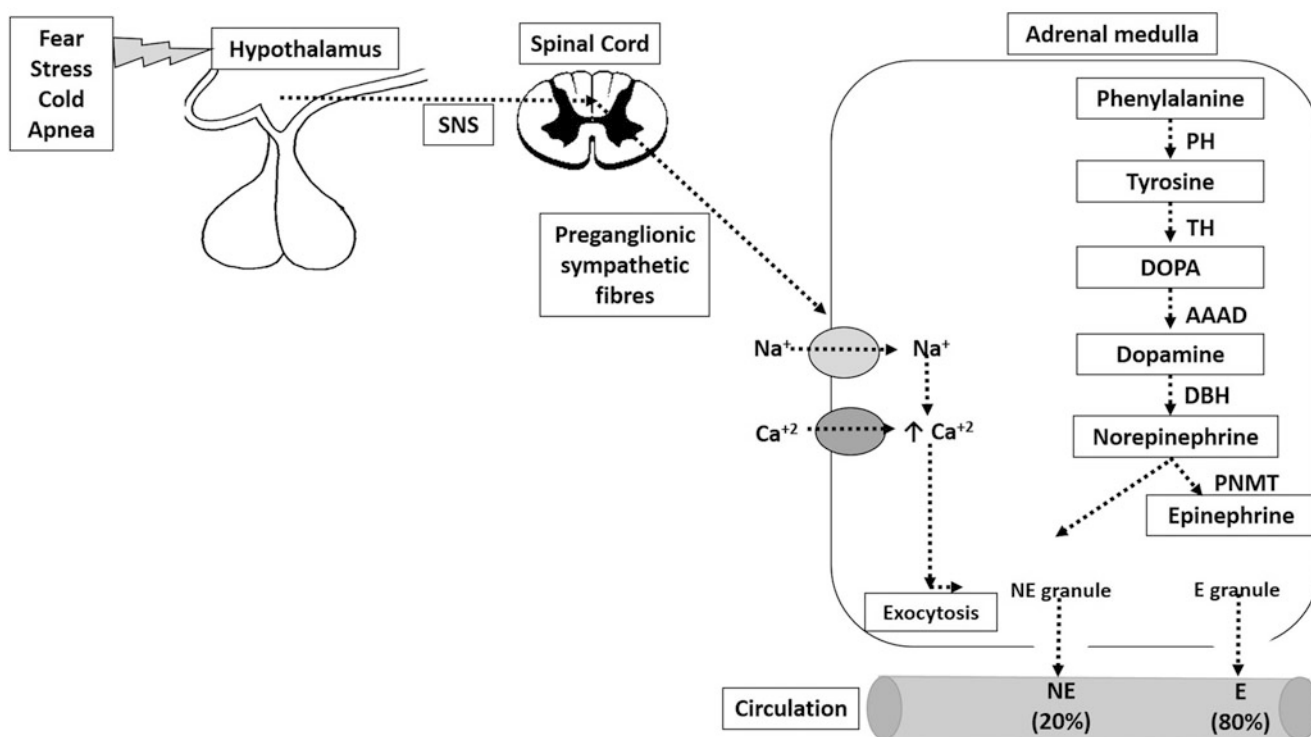 Fear
Stress
Cold
Apnea
Hypothalamus
SNS
Spinal Cord
Preganglionic
sympathetic
fibres
Adrenal medulla
Phenylalanine
PH
Tyrosine
TH
DOPA
AAAD
Dopamine
DBH
Norepinephrine
PNMT
Epinephrine
Na⁺ Na⁺
Ca⁺² ↑ Ca⁺²
Exocytosis
NE granule
E granule
Circulation
NE
(20%)
E
(80%)